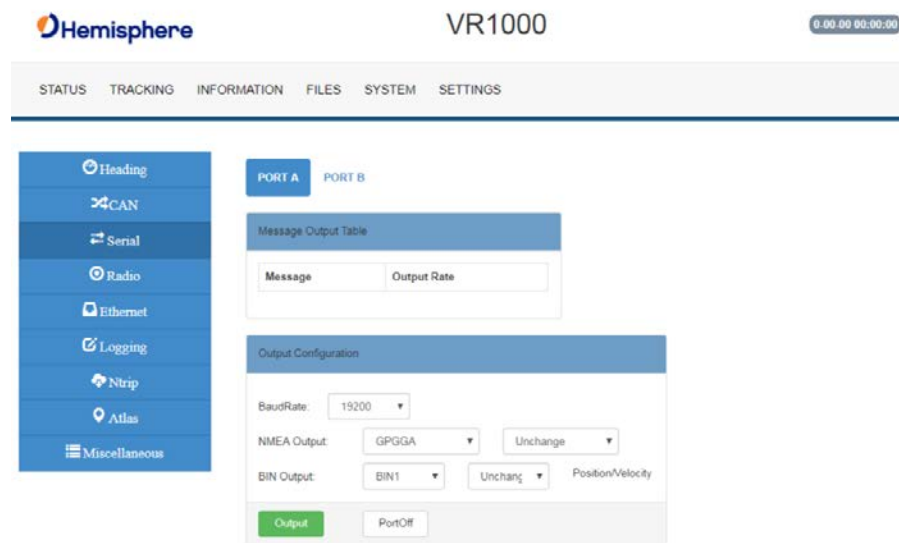 Hemisphere
VR1000
0-00-00 00:00:00
STATUS TRACKING INFORMATION FILES SYSTEM SETTINGS
Heading
CAN
Serial
Radio
Ethernet
Logging
Ntrip
Atlas
Miscellaneous
PORT A PORT B
Message Output Table
Message Output Rate
Output Configuration
BaudRate: 19200
NMEA Output: GPGGA Unchange
BIN Output: BIN1 Unchang Position/Velocity
Output PortOff